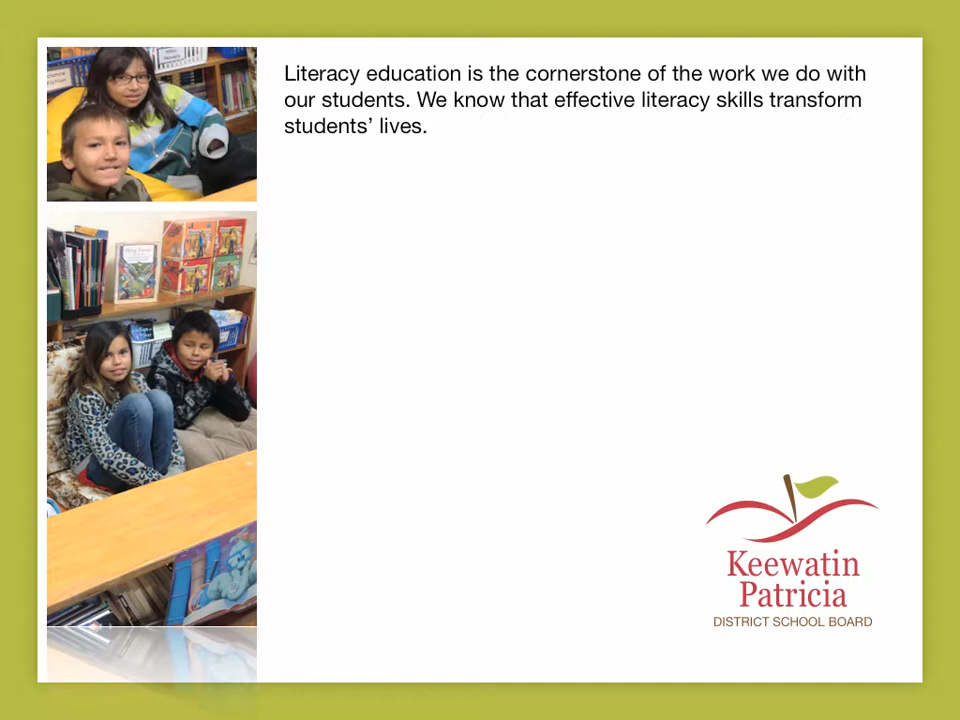 Literacy education is the cornerstone of the work we do with
our students. We know that effective literacy skills transform
students’ lives.
Keewatin
Patricia
DISTRICT SCHOOL BOARD